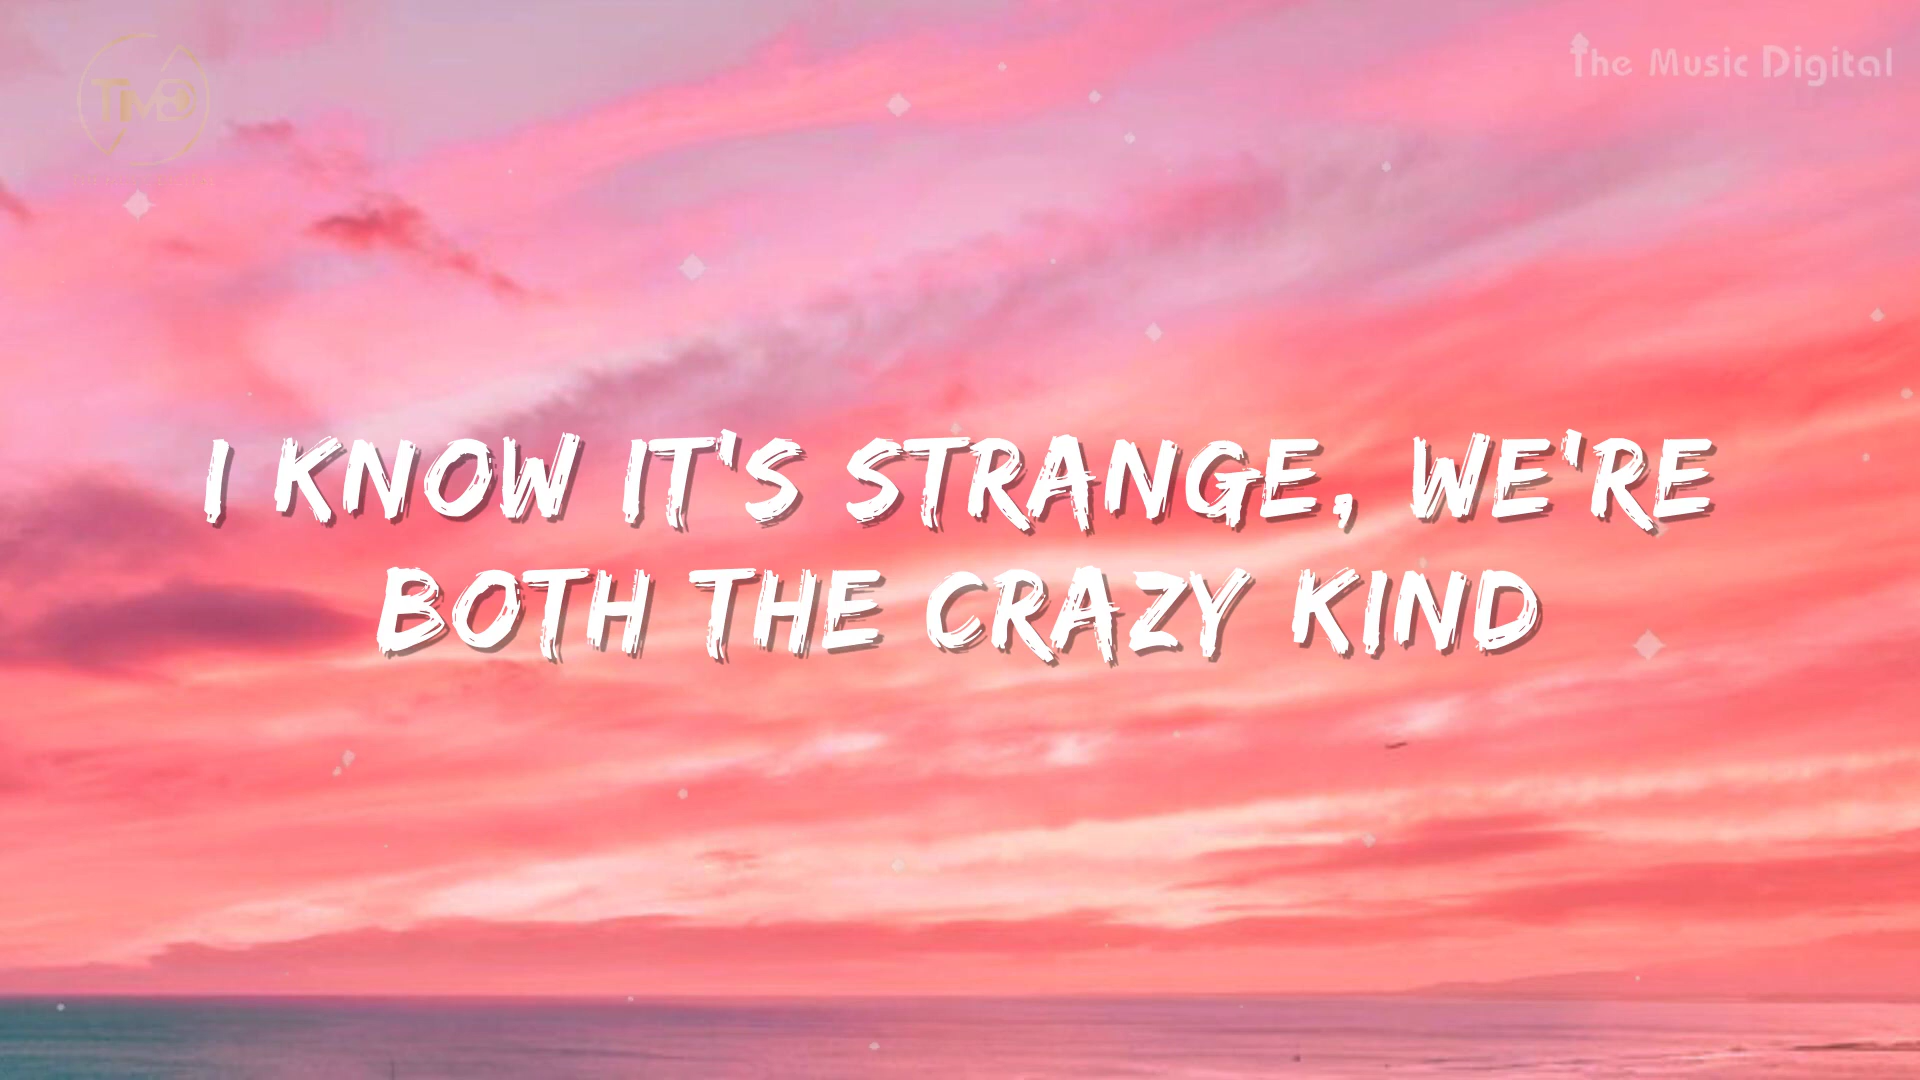 The Music Digital
I KNOW IT'S STRANGE, WE'RE
BOTH THE CRAZY KIND